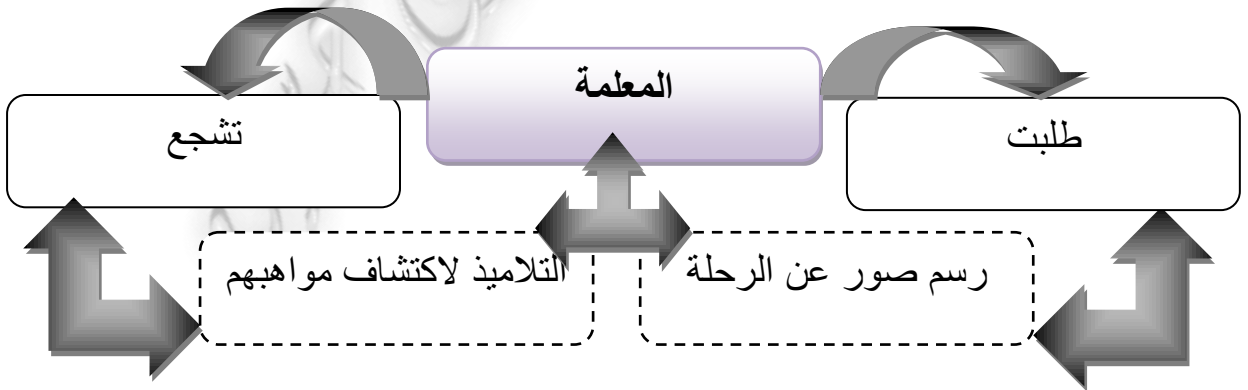 المعلمة
طلبت
تشجع
رسم صور عن الرحلة
التلاميذ لاكتشاف مواهبهم